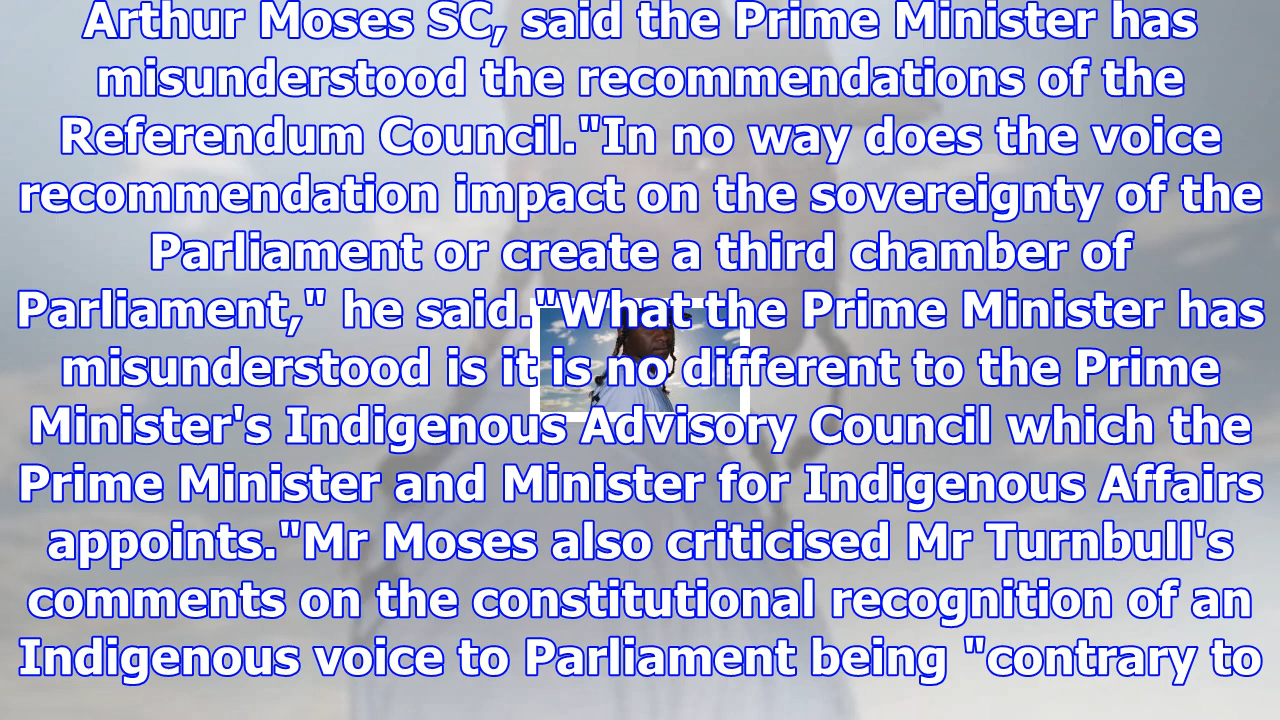 Arthur Moses SC, said the Prime Minister has
misunderstood the recommendations of the
Referendum Council."In no way does the voice
recommendation impact on the sovereignty of the
Parliament or create a third chamber of
Parliament," he said."What the Prime Minister has
misunderstood is it is no different to the Prime
Minister's Indigenous Advisory Council which the
Prime Minister and Minister for Indigenous Affairs
appoints."Mr Moses also criticised Mr Turnbull's
comments on the constitutional recognition of an
Indigenous voice to Parliament being "contrary to